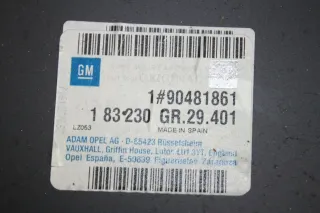 GM
1#90481861
1 83 230 GR.29.401
LZ063 MADE IN SPAIN
ADAM OPEL AG - D-65423 Rüsselsheim
VAUXHALL, Griffin House, Luton, LU1 3YT, England
Opel España, E-50639 Figueruelas Zaragoza